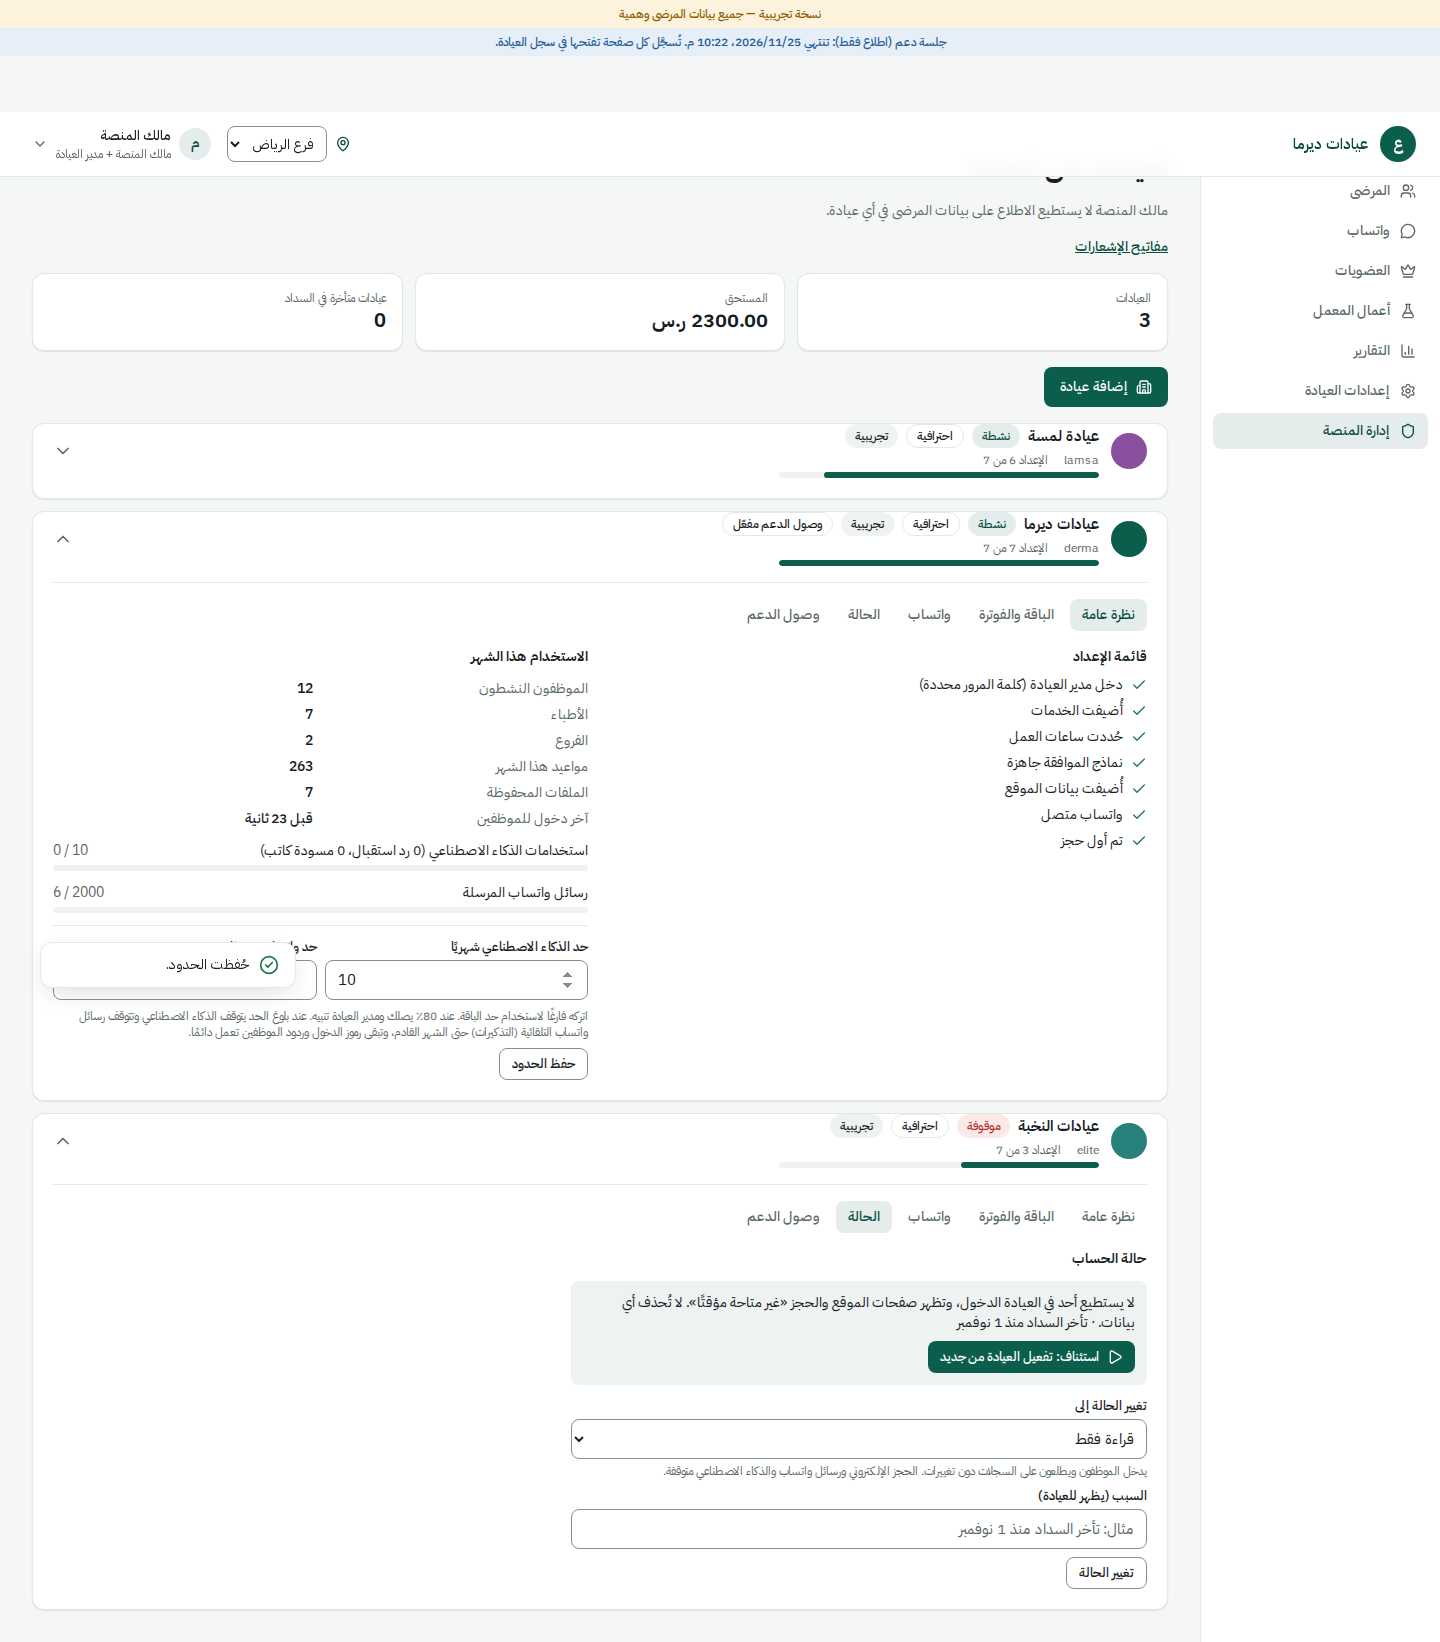 نسخة تجريبية — جميع بيانات المرضى وهمية
جلسة دعم (اطلاع فقط): تنتهي 2026/11/25، 10:22 م. تُسجَّل كل صفحة تفتحها في سجل العيادة.
ع
عيادات ديرما
فرع الرياض
م
مالك المنصة
مالك المنصة + مدير العيادة
المرضى
واتساب
العضويات
أعمال المعمل
التقارير
إعدادات العيادة
إدارة المنصة
مالك المنصة لا يستطيع الاطلاع على بيانات المرضى في أي عيادة.
مفاتيح الإشعارات
العيادات
3
المستحق
2300.00 ر.س
عيادات متأخرة في السداد
0
إضافة عيادة
عيادة لمسة نشطة احترافية تجريبية
lamsa الإعداد 6 من 7
عيادات ديرما نشطة احترافية تجريبية وصول الدعم مفعّل
derma الإعداد 7 من 7
نظرة عامة الباقة والفوترة واتساب الحالة وصول الدعم
قائمة الإعداد
دخل مدير العيادة (كلمة المرور محددة)
أُضيفت الخدمات
حُددت ساعات العمل
نماذج الموافقة جاهزة
أُضيفت بيانات الموقع
واتساب متصل
تم أول حجز
الاستخدام هذا الشهر
الموظفون النشطون 12
الأطباء 7
الفروع 2
مواعيد هذا الشهر 263
الملفات المحفوظة 7
آخر دخول للموظفين قبل 23 ثانية
استخدامات الذكاء الاصطناعي (0 رد استقبال، 0 مسودة كاتب) 0 / 10
رسائل واتساب المرسلة 6 / 2000
حد الذكاء الاصطناعي شهريًا
10
حد
حُفظت الحدود.
اتركه فارغًا لاستخدام حد الباقة. عند 80٪ يصلك ومدير العيادة تنبيه. عند بلوغ الحد يتوقف الذكاء الاصطناعي وتتوقف رسائل
واتساب التلقائية (التذكيرات) حتى الشهر القادم، وتبقى رموز الدخول وردود الموظفين تعمل دائمًا.
حفظ الحدود
عيادات النخبة موقوفة احترافية تجريبية
elite الإعداد 3 من 7
نظرة عامة الباقة والفوترة واتساب الحالة وصول الدعم
حالة الحساب
لا يستطيع أحد في العيادة الدخول، وتظهر صفحات الموقع والحجز «غير متاحة مؤقتًا». لا تُحذف أي
بيانات. · تأخر السداد منذ 1 نوفمبر
استئناف: تفعيل العيادة من جديد
تغيير الحالة إلى
قراءة فقط
يدخل الموظفون ويطلعون على السجلات دون تغييرات. الحجز الإلكتروني ورسائل واتساب والذكاء الاصطناعي متوقفة.
السبب (يظهر للعيادة)
مثال: تأخر السداد منذ 1 نوفمبر
تغيير الحالة